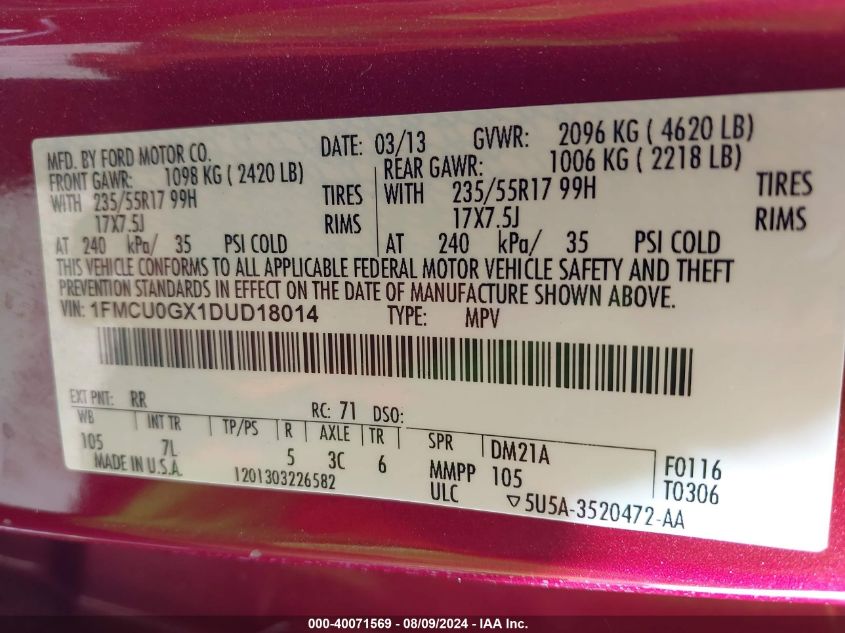 MFD. BY FORD MOTOR CO. DATE: 03/13 GVWR: 2096 KG ( 4620 LB)
FRONT GAWR: 1098 KG ( 2420 LB) REAR GAWR: 1006 KG ( 2218 LB)
WITH 235/55R17 99H TIRES WITH 235/55R17 99H TIRES
17X7.5J RIMS 17X7.5J RIMS
AT 240 kPa/ 35 PSI COLD AT 240 kPa/ 35 PSI COLD
THIS VEHICLE CONFORMS TO ALL APPLICABLE FEDERAL MOTOR VEHICLE SAFETY AND THEFT
PREVENTION STANDARDS IN EFFECT ON THE DATE OF MANUFACTURE SHOWN ABOVE.
VIN: 1FMCU0GX1DUD18014 TYPE: MPV
EXT PNT: RR RC: 71 DSO:
WB INT TR TP/PS R AXLE TR SPR DM21A F0116
105 7L 5 3C 6 MMPP 105 T0306
MADE IN U.S.A. I201303226582 ULC ▽5U5A-3520472-AA
000-40071569 • 08/09/2024 - IAA Inc.